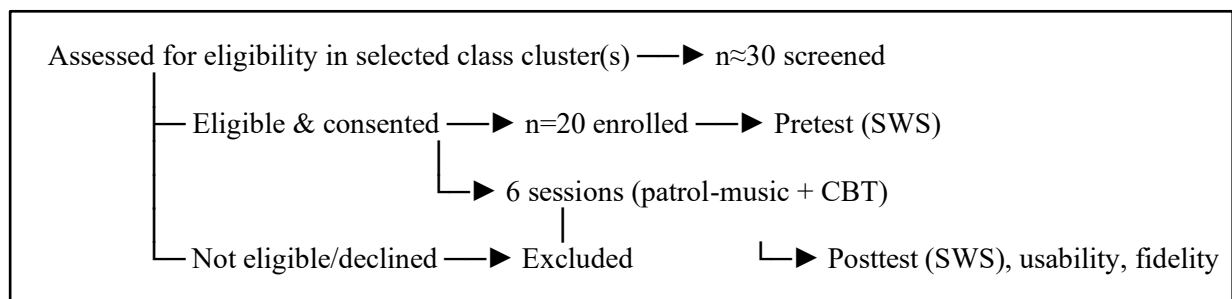 Assessed for eligibility in selected class cluster(s) → n≈30 screened
Eligible & consented → n=20 enrolled → Pretest (SWS)
6 sessions (patrol-music + CBT)
Not eligible/declined → Excluded → Posttest (SWS), usability, fidelity